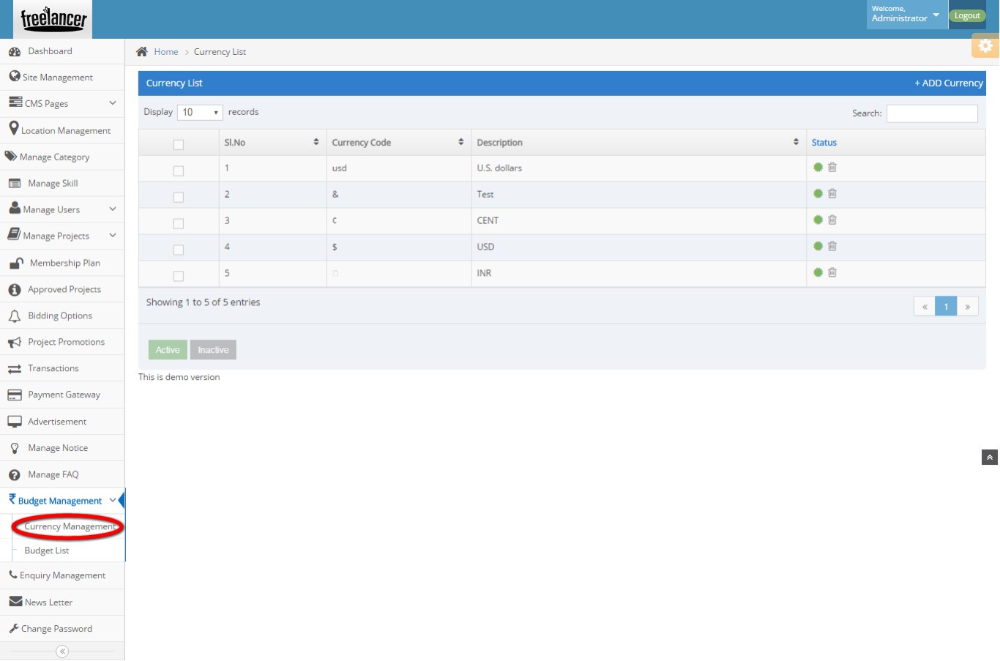 freelancer
Welcome,
Administrator
Logout
Dashboard
Site Management
CMS Pages
Location Management
Manage Category
Manage Skill
Manage Users
Manage Projects
Membership Plan
Approved Projects
Bidding Options
Project Promotions
Transactions
Payment Gateway
Advertisement
Manage Notice
Manage FAQ
₹ Budget Management
Currency Management
Budget List
Enquiry Management
News Letter
Change Password
«
Home > Currency List
Currency List + ADD Currency
Display 10 records Search:
Sl.No Currency Code Description Status
1 usd U.S. dollars
2 & Test
3 ¢ CENT
4 $ USD
5 □ INR
Showing 1 to 5 of 5 entries
« 1 »
Active Inactive
This is demo version